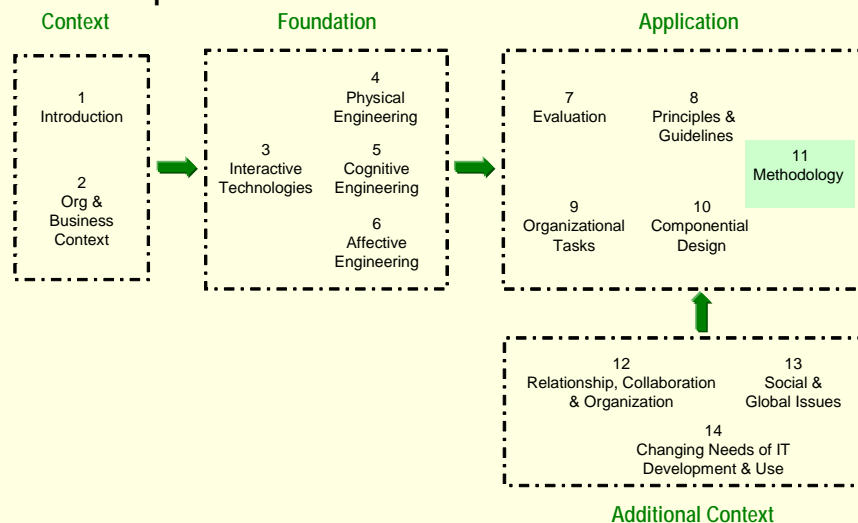 Context
Foundation
Application
1
Introduction
2
Org &
Business
Context
3
Interactive
Technologies
4
Physical
Engineering
5
Cognitive
Engineering
6
Affective
Engineering
7
Evaluation
8
Principles &
Guidelines
9
Organizational
Tasks
10
Componential
Design
11
Methodology
12
Relationship, Collaboration
& Organization
13
Social &
Global Issues
14
Changing Needs of IT
Development & Use
Additional Context